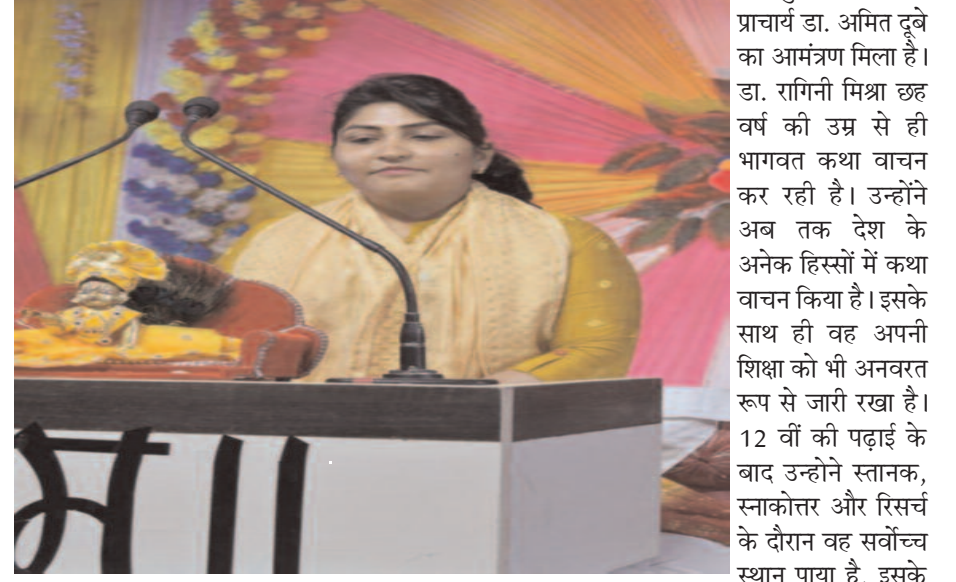 प्राचार्य डा. अमित दूबे
का आमंत्रण मिला है।
डा. रागिनी मिश्रा छह
वर्ष की उम्र से ही
भागवत कथा वाचन
कर रही है। उन्होंने
अब तक देश के
अनेक हिस्सों में कथा
वाचन किया है। इसके
साथ ही वह अपनी
शिक्षा को भी अनवरत
रूप से जारी रखा है।
12 वीं की पढ़ाई के
बाद उन्होने स्तानक,
स्नाकोत्तर और रिसर्च
के दौरान वह सर्वोच्च
स्थान पाया है. इसके